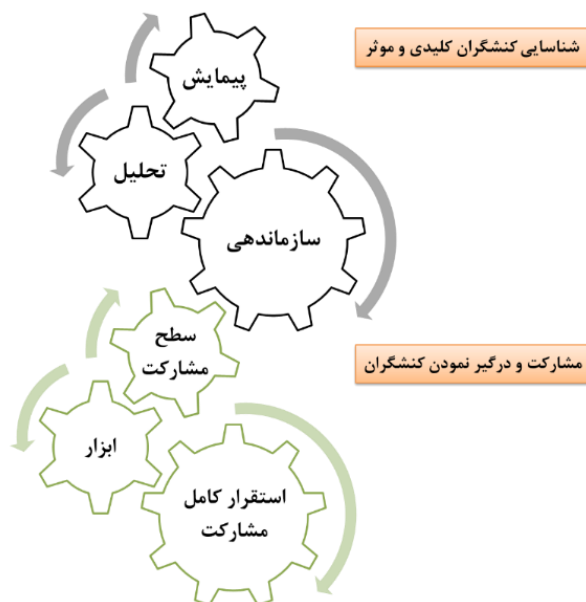 شناسایی کنشگران کلیدی و موثر
پیمایش
تحلیل
سازماندهی
مشارکت و درگیر نمودن کنشگران
سطح
مشارکت
ابزار
استقرار کامل
مشارکت